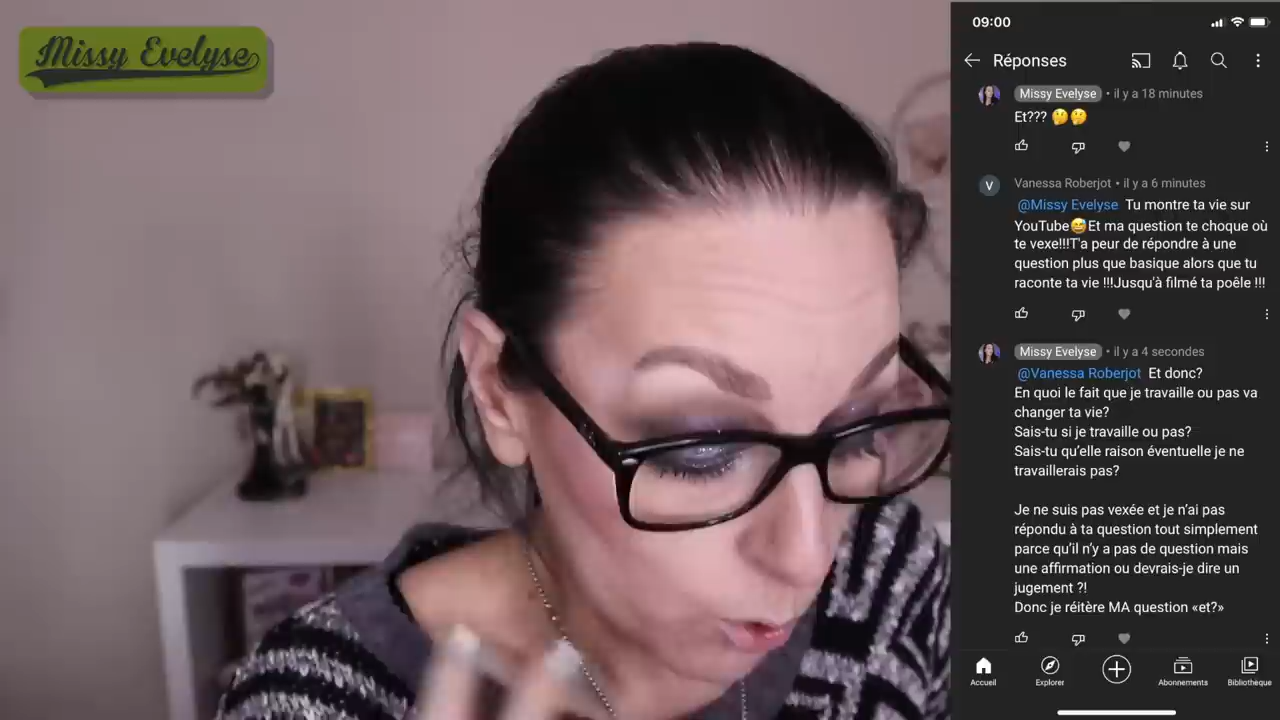 Missy Evelyse
09:00
Réponses
Missy Evelyse • il y a 18 minutes
Et??? 🤔🤔
V
Vanessa Roberjot • il y a 6 minutes
@Missy Evelyse Tu montre ta vie sur
YouTube😅Et ma question te choque où
te vexe!!!T'a peur de répondre à une
question plus que basique alors que tu
raconte ta vie !!!Jusqu'à filmé ta poêle !!!
Missy Evelyse • il y a 4 secondes
@Vanessa Roberjot Et donc?
En quoi le fait que je travaille ou pas va
changer ta vie?
Sais-tu si je travaille ou pas?
Sais-tu qu'elle raison éventuelle je ne
travaillerais pas?
Je ne suis pas vexée et je n'ai pas
répondu à ta question tout simplement
parce qu'il n'y a pas de question mais
une affirmation ou devrais-je dire un
jugement ?!
Donc je réitère MA question «et?»
Accueil
Explorer
Abonnements
Bibliothèque